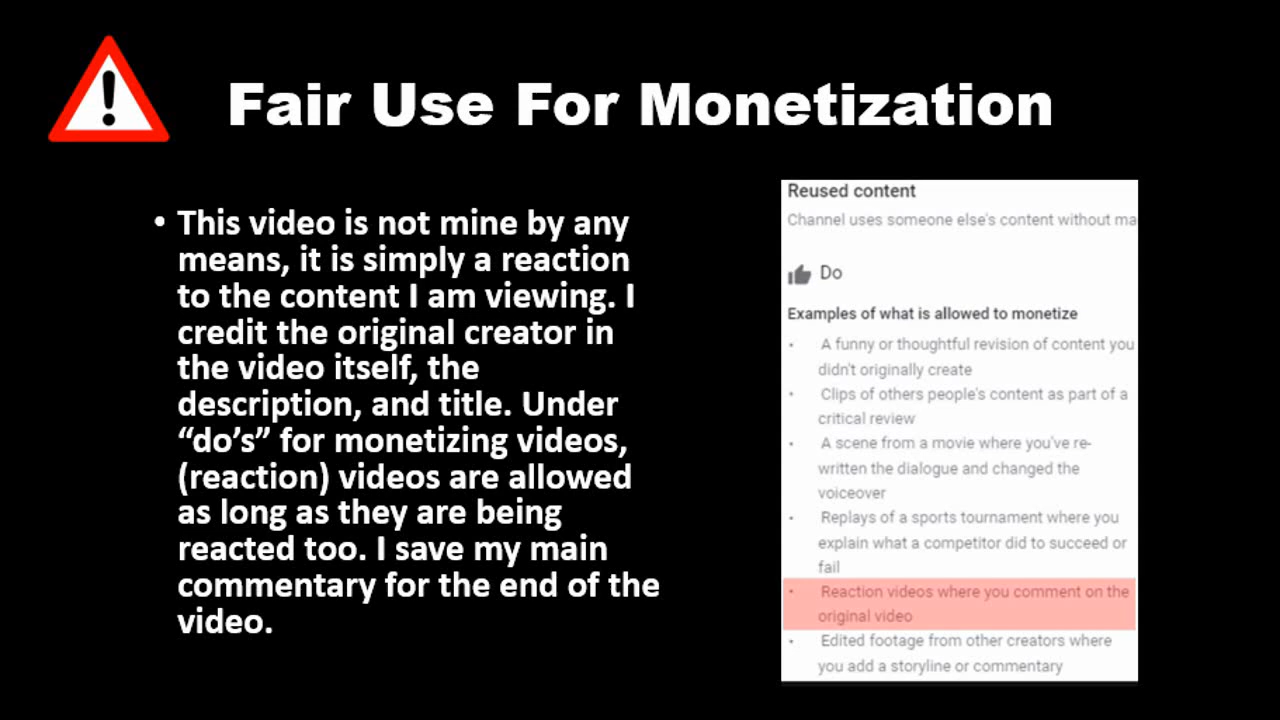 Fair Use For Monetization
• This video is not mine by any
means, it is simply a reaction
to the content I am viewing. I
credit the original creator in
the video itself, the
description, and title. Under
“do’s” for monetizing videos,
(reaction) videos are allowed
as long as they are being
reacted too. I save my main
commentary for the end of the
video.
Reused content
Channel uses someone else's content without ma
Do
Examples of what is allowed to monetize
• A funny or thoughtful revision of content you
didn't originally create
• Clips of others people's content as part of a
critical review
• A scene from a movie where you've re-
written the dialogue and changed the
voiceover
• Replays of a sports tournament where you
explain what a competitor did to succeed or
fail
• Reaction videos where you comment on the
original video
• Edited footage from other creators where
you add a storyline or commentary